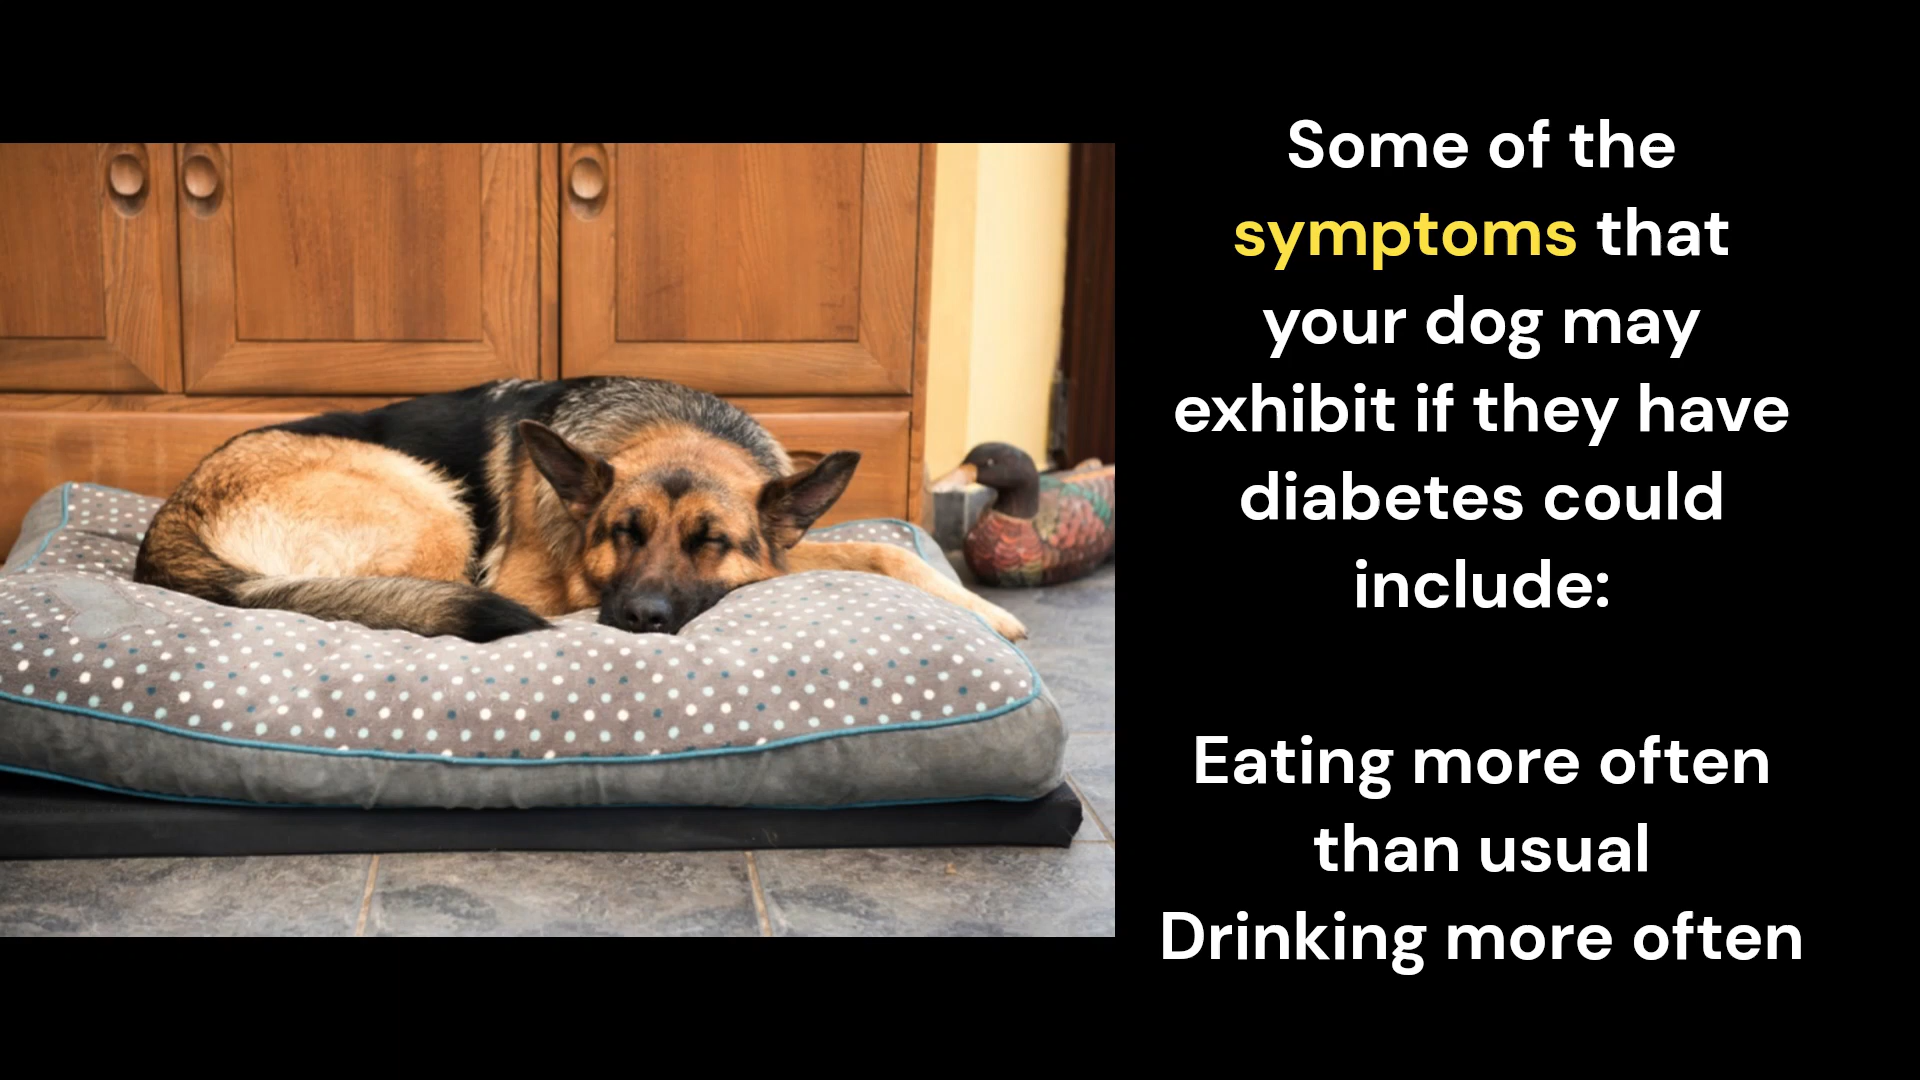 Some of the
symptoms that
your dog may
exhibit if they have
diabetes could
include:
Eating more often
than usual
Drinking more often